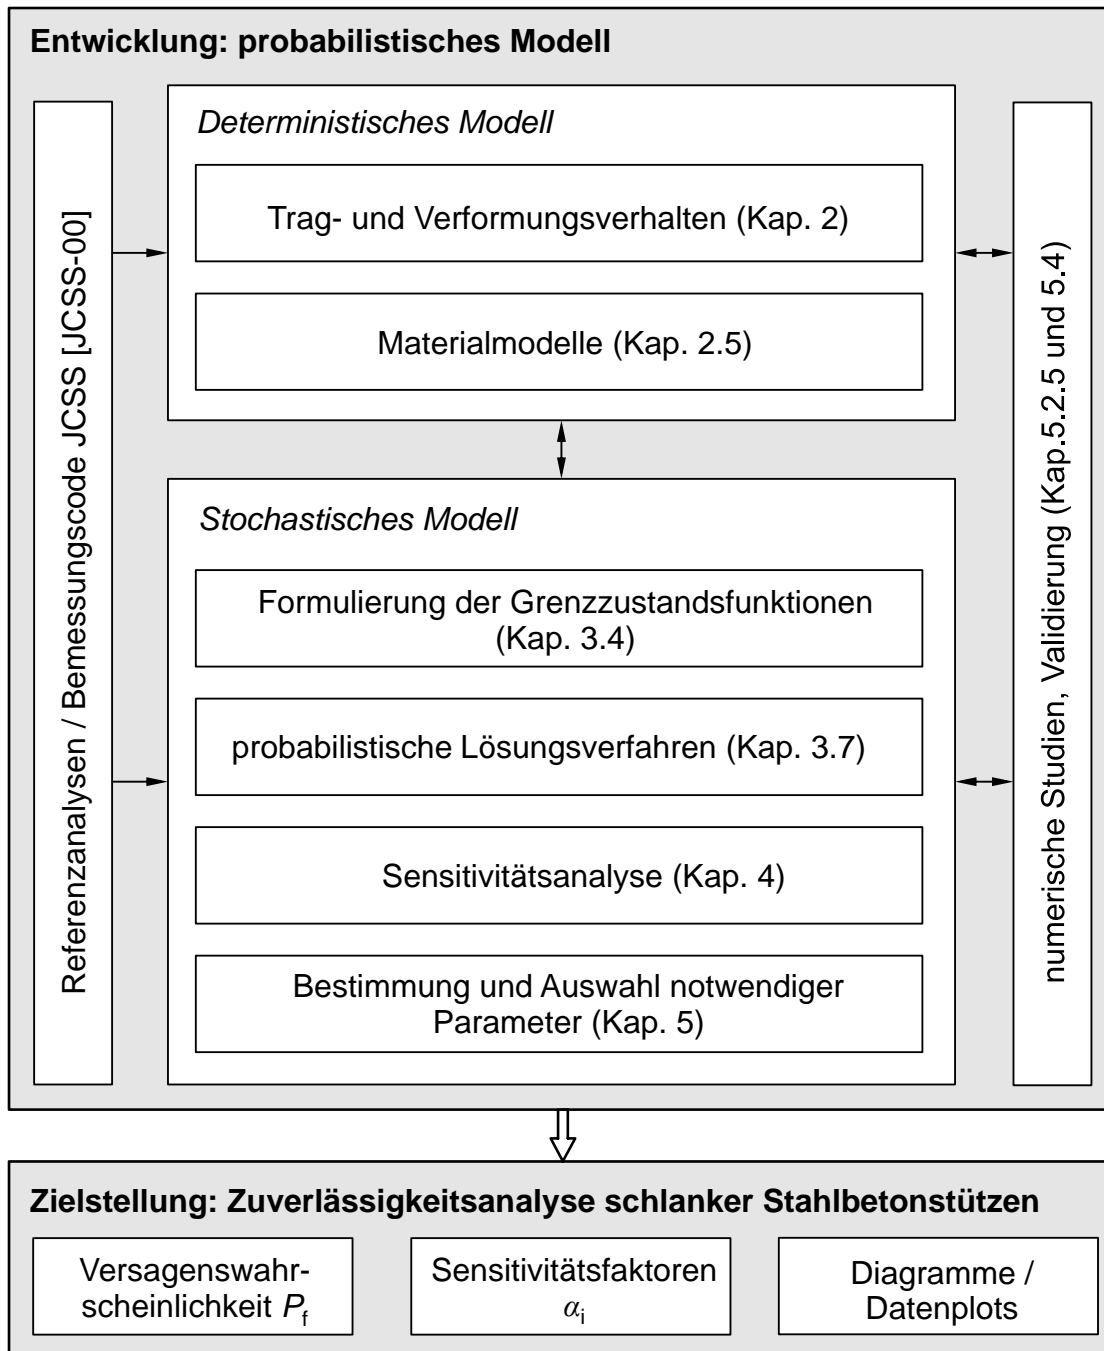 Entwicklung: probabilistisches Modell
Referenzanalysen / Bemessungscode JCSS [JCSS-00]
Deterministisches Modell
Trag- und Verformungsverhalten (Kap. 2)
Materialmodelle (Kap. 2.5)
Stochastisches Modell
Formulierung der Grenzzustandsfunktionen
(Kap. 3.4)
probabilistische Lösungsverfahren (Kap. 3.7)
Sensitivitätsanalyse (Kap. 4)
Bestimmung und Auswahl notwendiger
Parameter (Kap. 5)
numerische Studien, Validierung (Kap.5.2.5 und 5.4)
Zielstellung: Zuverlässigkeitsanalyse schlanker Stahlbetonstützen
Versagenswahr-
scheinlichkeit Pf
Sensitivitätsfaktoren
αi
Diagramme /
Datenplots